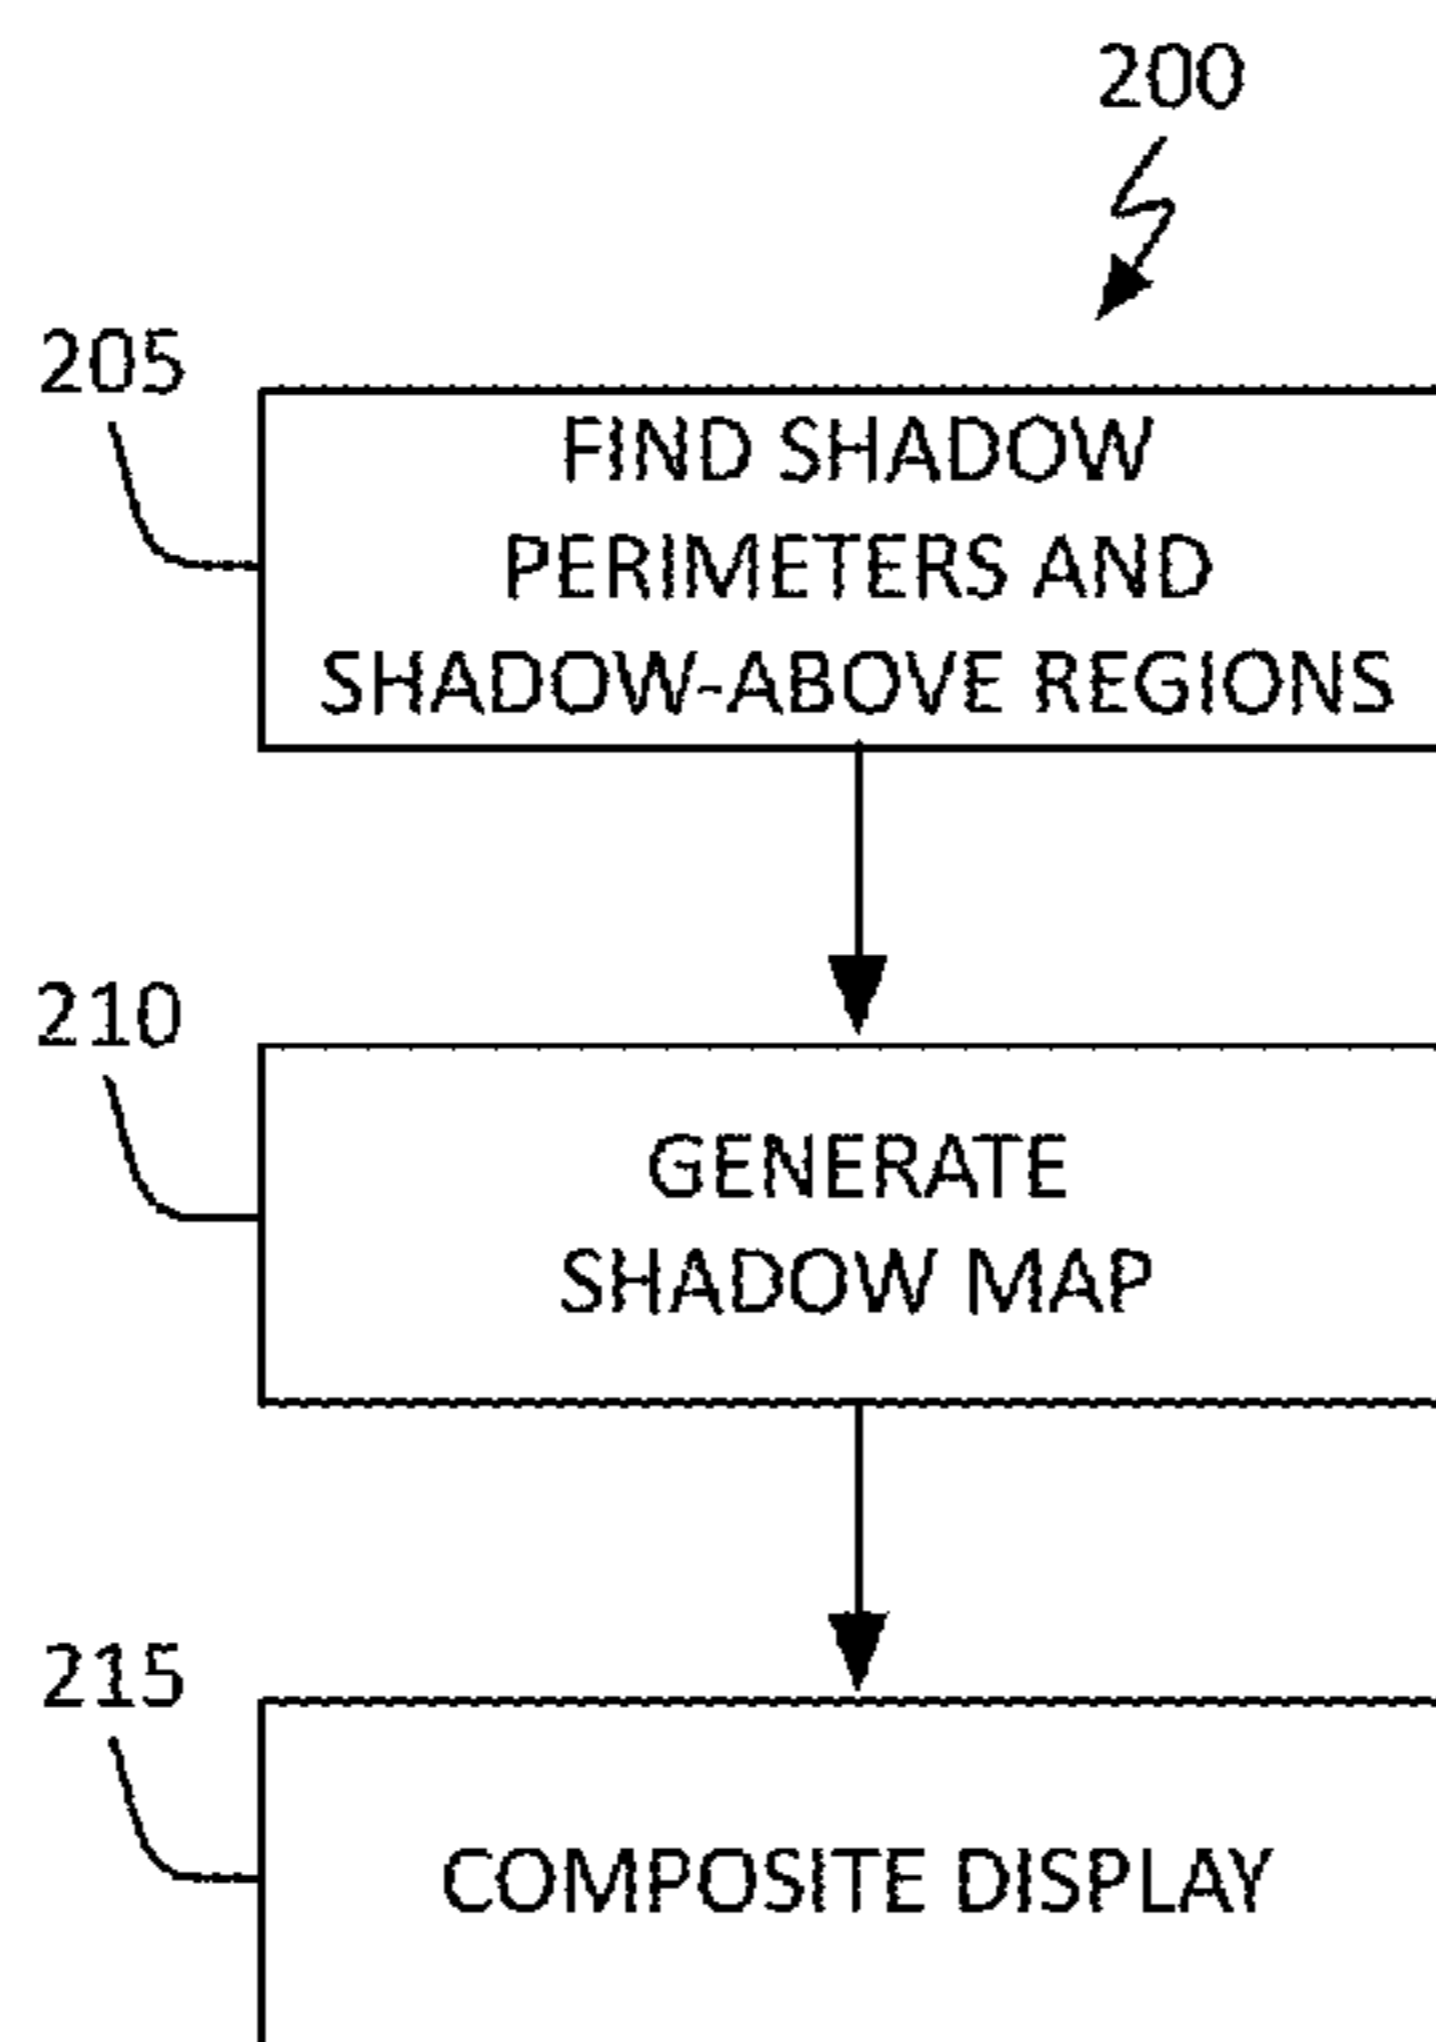 200
205
FIND SHADOW
PERIMETERS AND
SHADOW-ABOVE REGIONS
210
GENERATE
SHADOW MAP
215
COMPOSITE DISPLAY